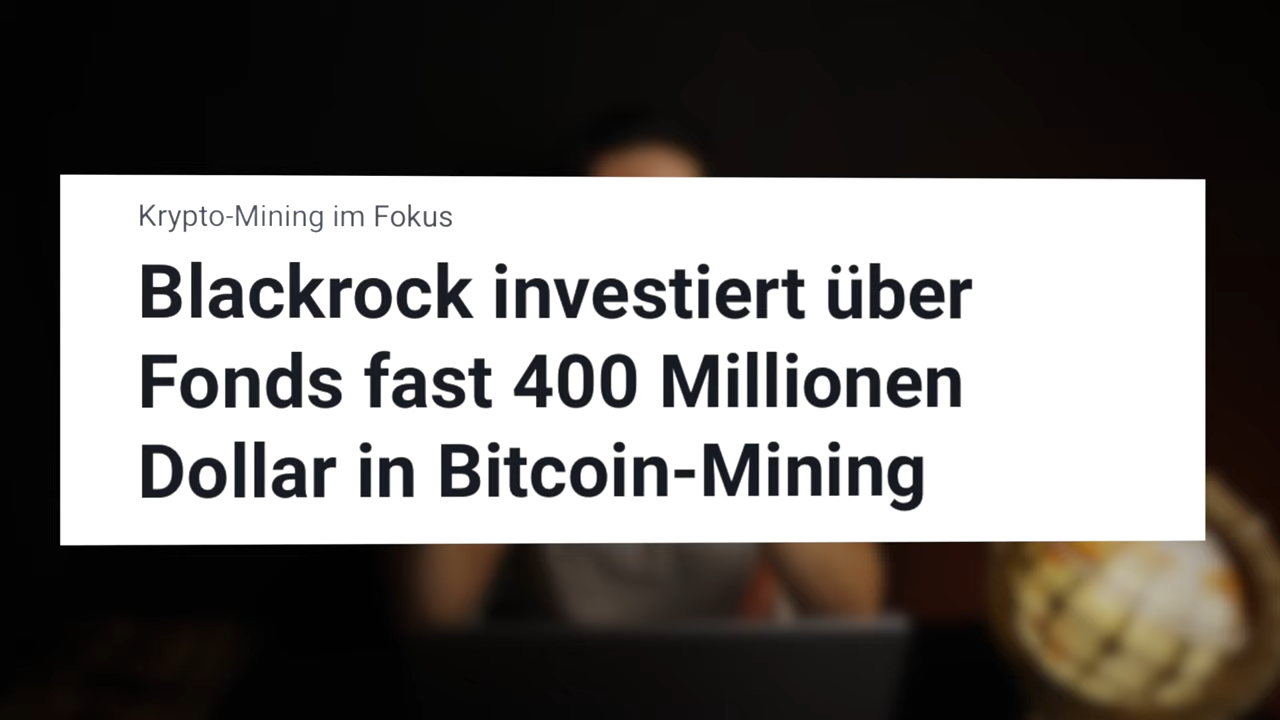 Krypto-Mining im Fokus
Blackrock investiert über
Fonds fast 400 Millionen
Dollar in Bitcoin-Mining